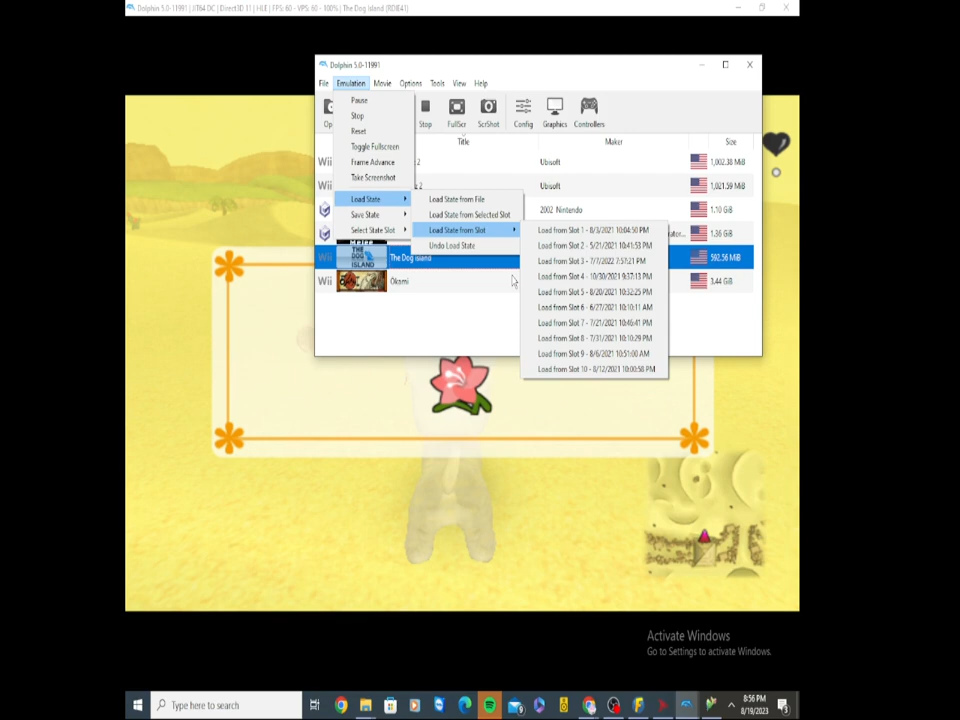 Dolphin 5.0-11991 | JIT64 DC | Direct3D 11 | HLE | FPS: 60 - VPS: 60 - 100% | The Dog Island (RDIE41)
Dolphin 5.0-11991
File Emulation Movie Options Tools View Help
Pause
Stop
Reset
Toggle Fullscreen
Frame Advance
Take Screenshot
Load State
Save State
Select State Slot
Op
Stop
FullScr
ScrShot
Config
Graphics
Controllers
Title
Maker
Size
Wii
2
Ubisoft
1,002.38 MiB
Wii
2
Ubisoft
1,021.59 MiB
2002 Nintendo
1.10 GiB
1.36 GiB
Wii
THE DOG ISLAND
The Dog Island
592.56 MiB
Wii
Okami
3.44 GiB
Load State from File
Load State from Selected Slot
Load State from Slot
Undo Load State
Load from Slot 1 - 8/3/2021 10:04:50 PM
Load from Slot 2 - 5/21/2021 10:41:53 PM
Load from Slot 3 - 7/7/2022 7:57:21 PM
Load from Slot 4 - 10/30/2021 9:37:13 PM
Load from Slot 5 - 8/20/2021 10:32:25 PM
Load from Slot 6 - 6/27/2021 10:10:11 AM
Load from Slot 7 - 7/21/2021 10:46:41 PM
Load from Slot 8 - 7/31/2021 10:10:29 PM
Load from Slot 9 - 8/6/2021 10:51:00 AM
Load from Slot 10 - 8/12/2021 10:00:58 PM
Activate Windows
Go to Settings to activate Windows.
Type here to search
8:56 PM
8/19/2023